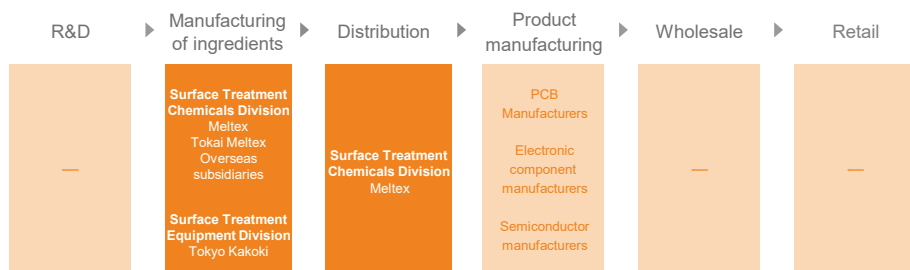 R&D
Manufacturing
of ingredients
Distribution
Product
manufacturing
Wholesale
Retail
—
Surface Treatment
Chemicals Division
Meltex
Tokai Meltex
Overseas
subsidiaries
Surface Treatment
Equipment Division
Tokyo Kakoki
Surface Treatment
Chemicals Division
Meltex
PCB
Manufacturers
Electronic
component
manufacturers
Semiconductor
manufacturers
—
—